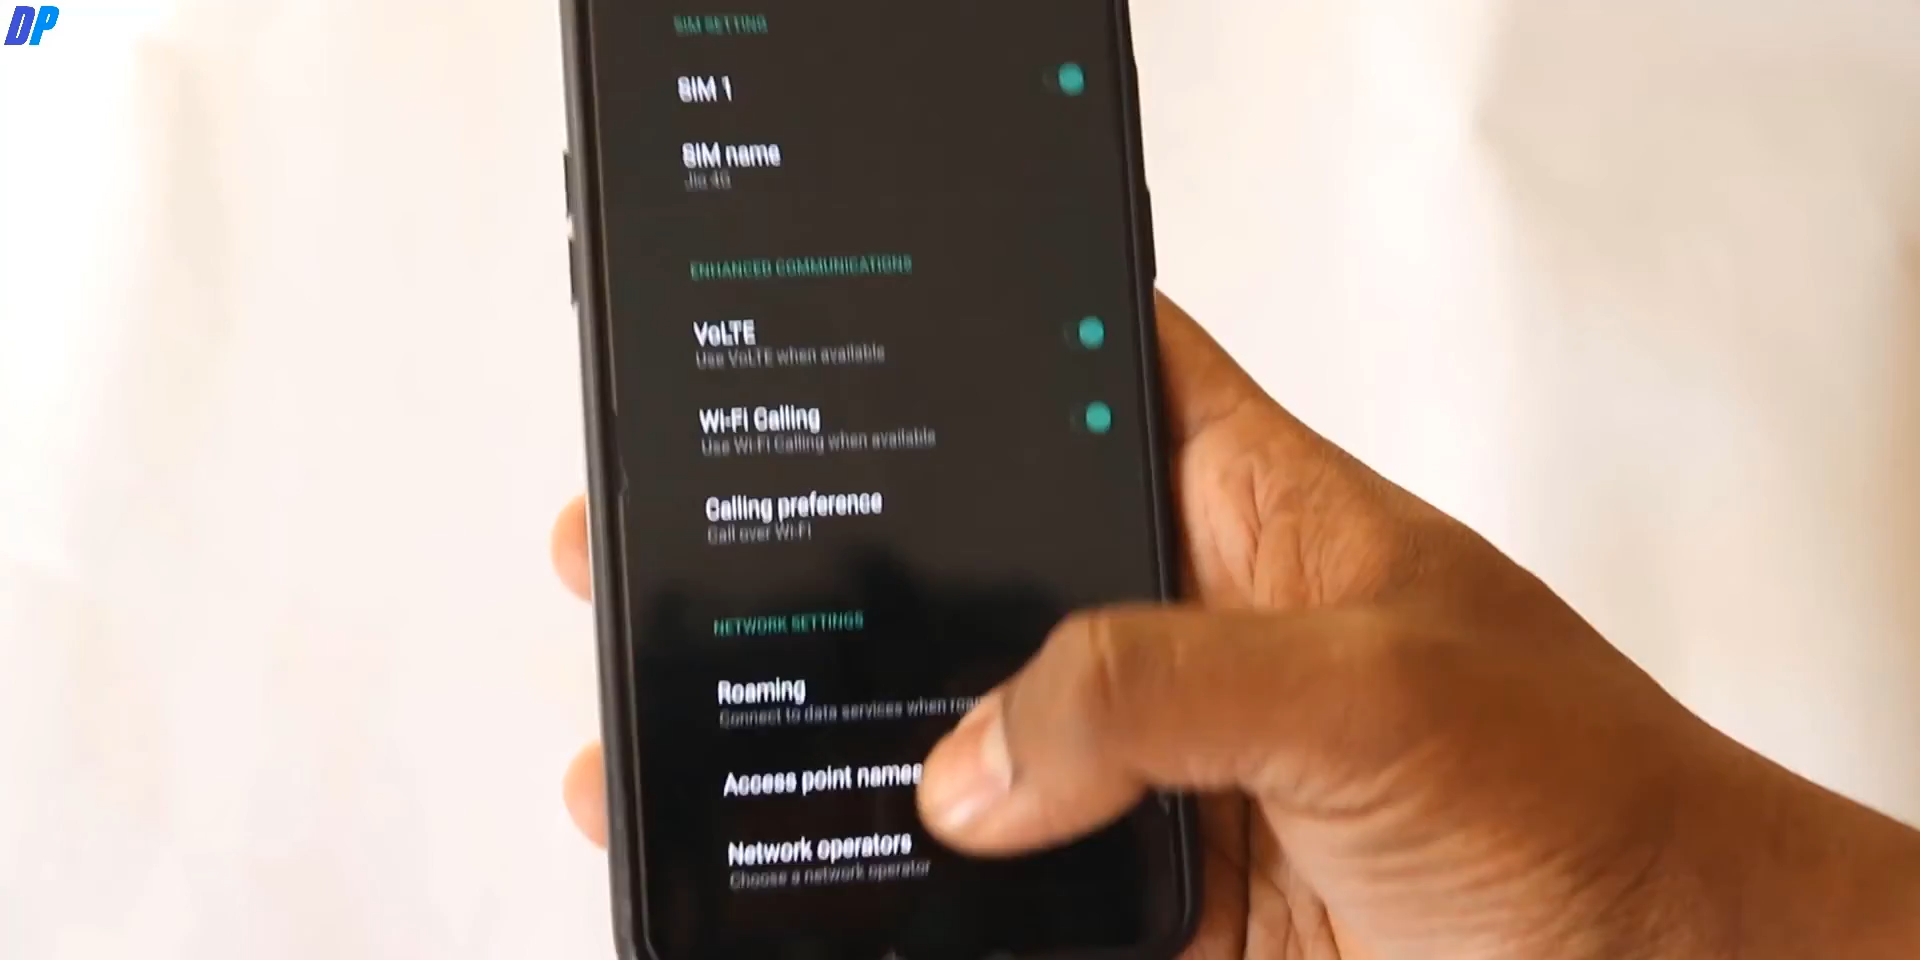 DP
SIM SETTING
SIM 1
SIM name
Jio 4G
ENHANCED COMMUNICATIONS
VoLTE
Use VoLTE when available
Wi-Fi Calling
Use Wi-Fi Calling when available
Calling preference
Call over Wi-Fi
NETWORK SETTINGS
Roaming
Connect to data services when
Access point names
Network operators
Choose a network operator